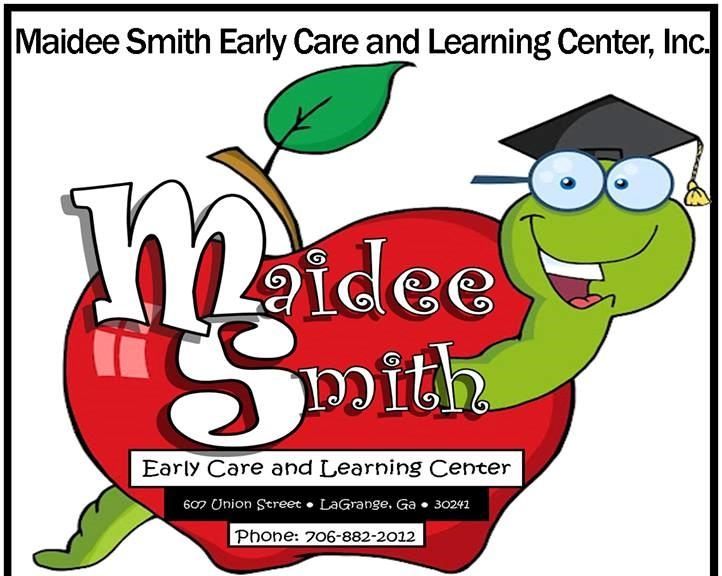 Maidee Smith Early Care and Learning Center, Inc.
Maidee
Smith
Early Care and Learning Center
607 Union Street • LaGrange, Ga • 30241
Phone: 706-882-2012